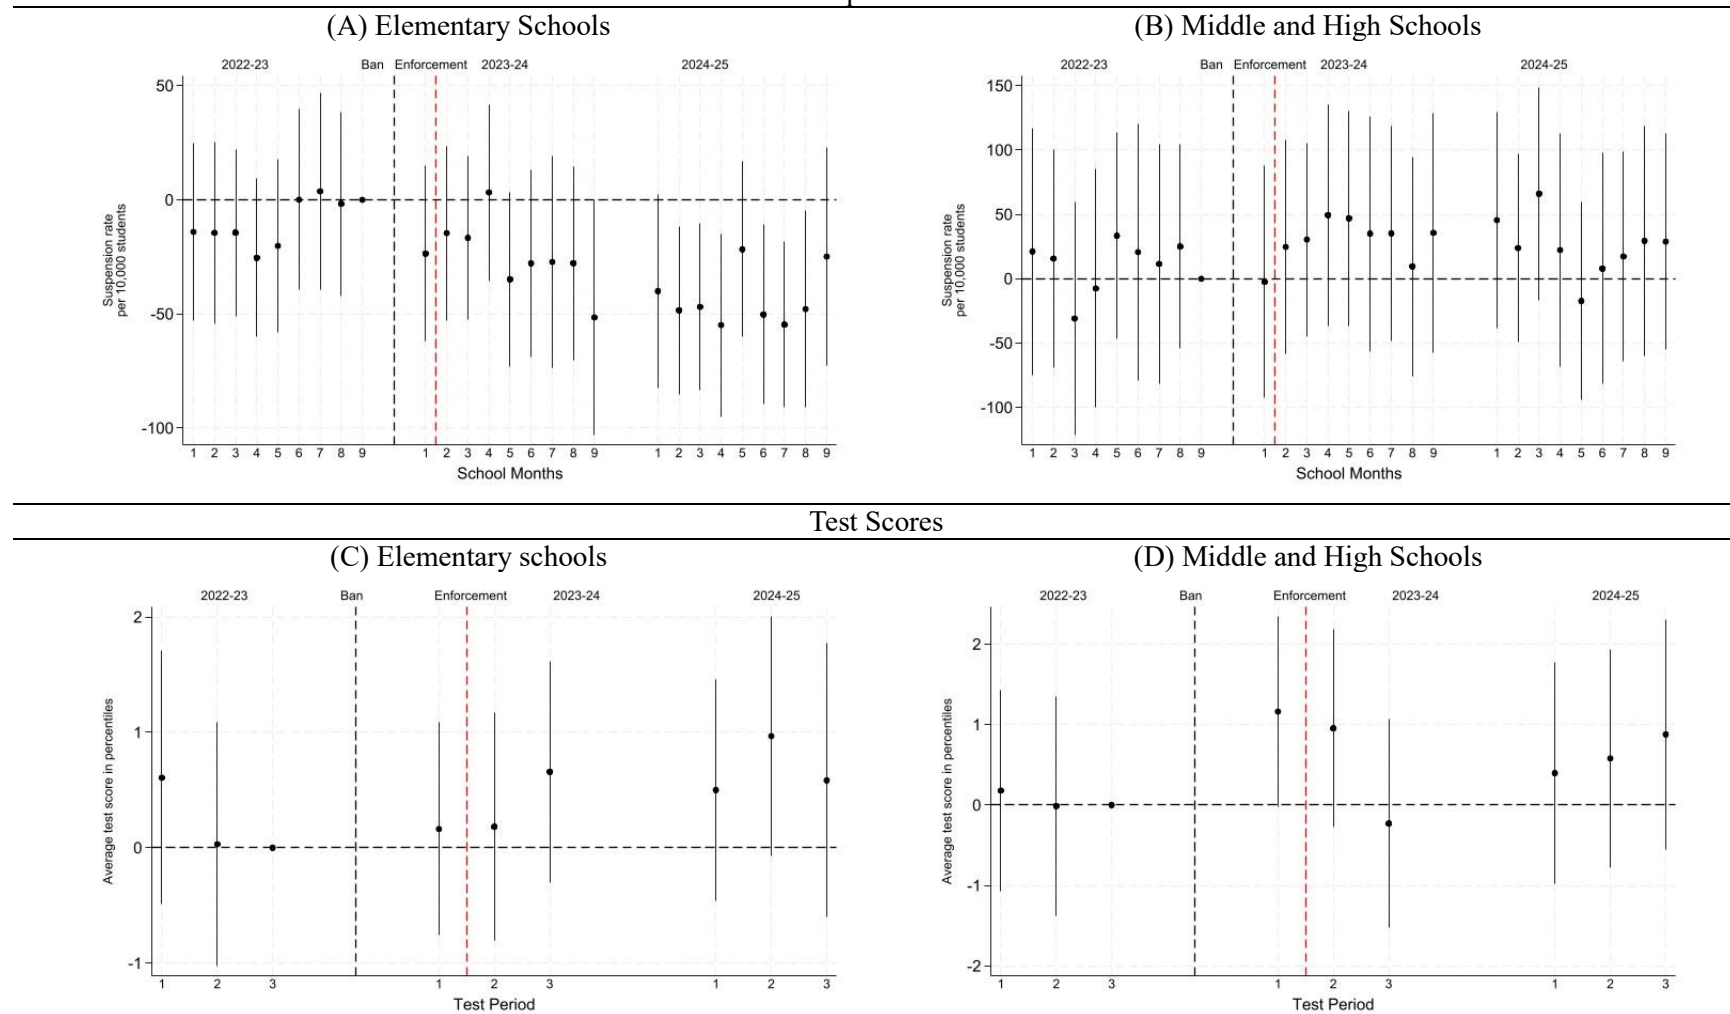 (A) Elementary Schools
2022-23 Ban Enforcement 2023-24 2024-25
50
0
-50
-100
Suspension rate
per 10,000 students
1 2 3 4 5 6 7 8 9 1 2 3 4 5 6 7 8 9 1 2 3 4 5 6 7 8 9
School Months
(B) Middle and High Schools
2022-23 Ban Enforcement 2023-24 2024-25
150
100
50
0
-50
-100
Suspension rate
per 10,000 students
1 2 3 4 5 6 7 8 9 1 2 3 4 5 6 7 8 9 1 2 3 4 5 6 7 8 9
School Months
Test Scores
(C) Elementary schools
2022-23 Ban Enforcement 2023-24 2024-25
2
1
0
-1
Average test score in percentiles
1 2 3 1 2 3 1 2 3
Test Period
(D) Middle and High Schools
2022-23 Ban Enforcement 2023-24 2024-25
2
1
0
-1
-2
Average test score in percentiles
1 2 3 1 2 3 1 2 3
Test Period